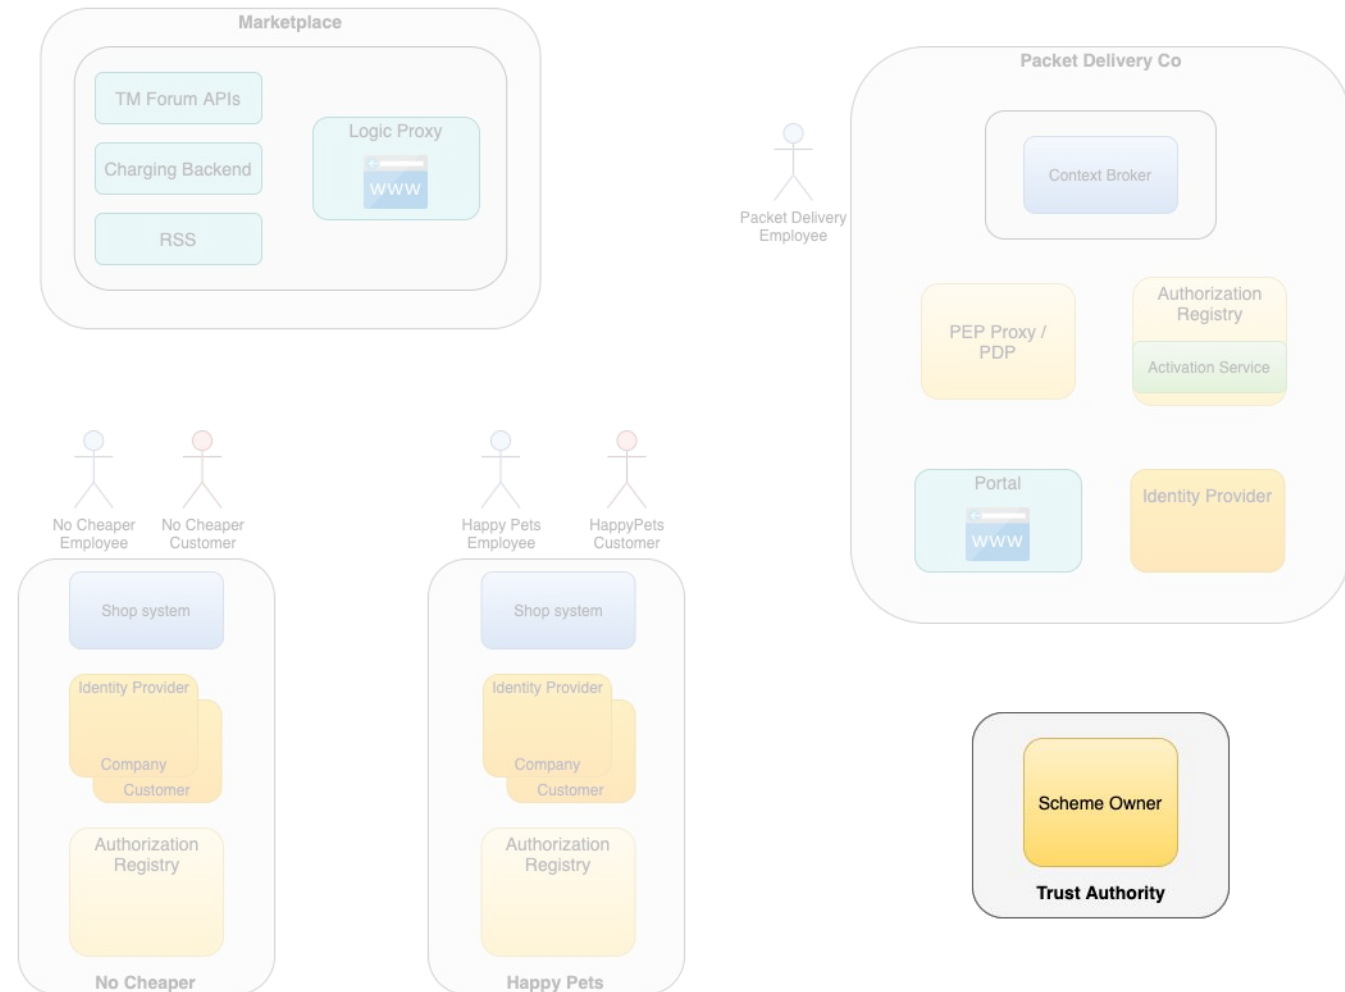 Marketplace
TM Forum APIs
Charging Backend
RSS
Logic Proxy
WWW
Packet Delivery
Employee
Packet Delivery Co
Context Broker
PEP Proxy /
PDP
Authorization
Registry
Activation Service
Portal
WWW
Identity Provider
No Cheaper
Employee
No Cheaper
Customer
Shop system
Identity Provider
Company
Customer
Authorization
Registry
No Cheaper
Happy Pets
Employee
HappyPets
Customer
Shop system
Identity Provider
Company
Customer
Authorization
Registry
Happy Pets
Scheme Owner
Trust Authority